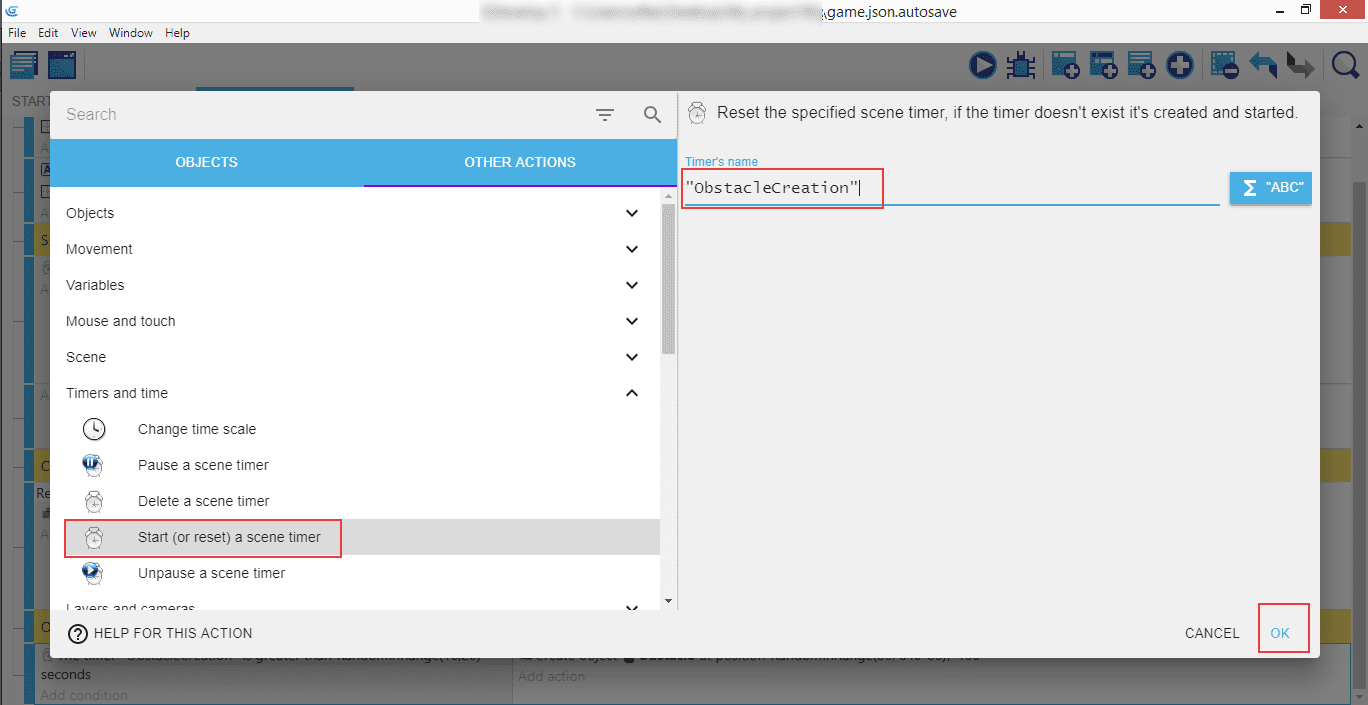 \game.json.autosave
File Edit View Window Help
START
Search
OBJECTS OTHER ACTIONS
Objects
Movement
Variables
Mouse and touch
Scene
Timers and time
Change time scale
Pause a scene timer
Delete a scene timer
Start (or reset) a scene timer
Unpause a scene timer
Layers and cameras
Reset the specified scene timer, if the timer doesn't exist it's created and started.
Timer's name
"ObstacleCreation"
Σ "ABC"
? HELP FOR THIS ACTION
CANCEL OK
Re
seconds
Add condition
Add action